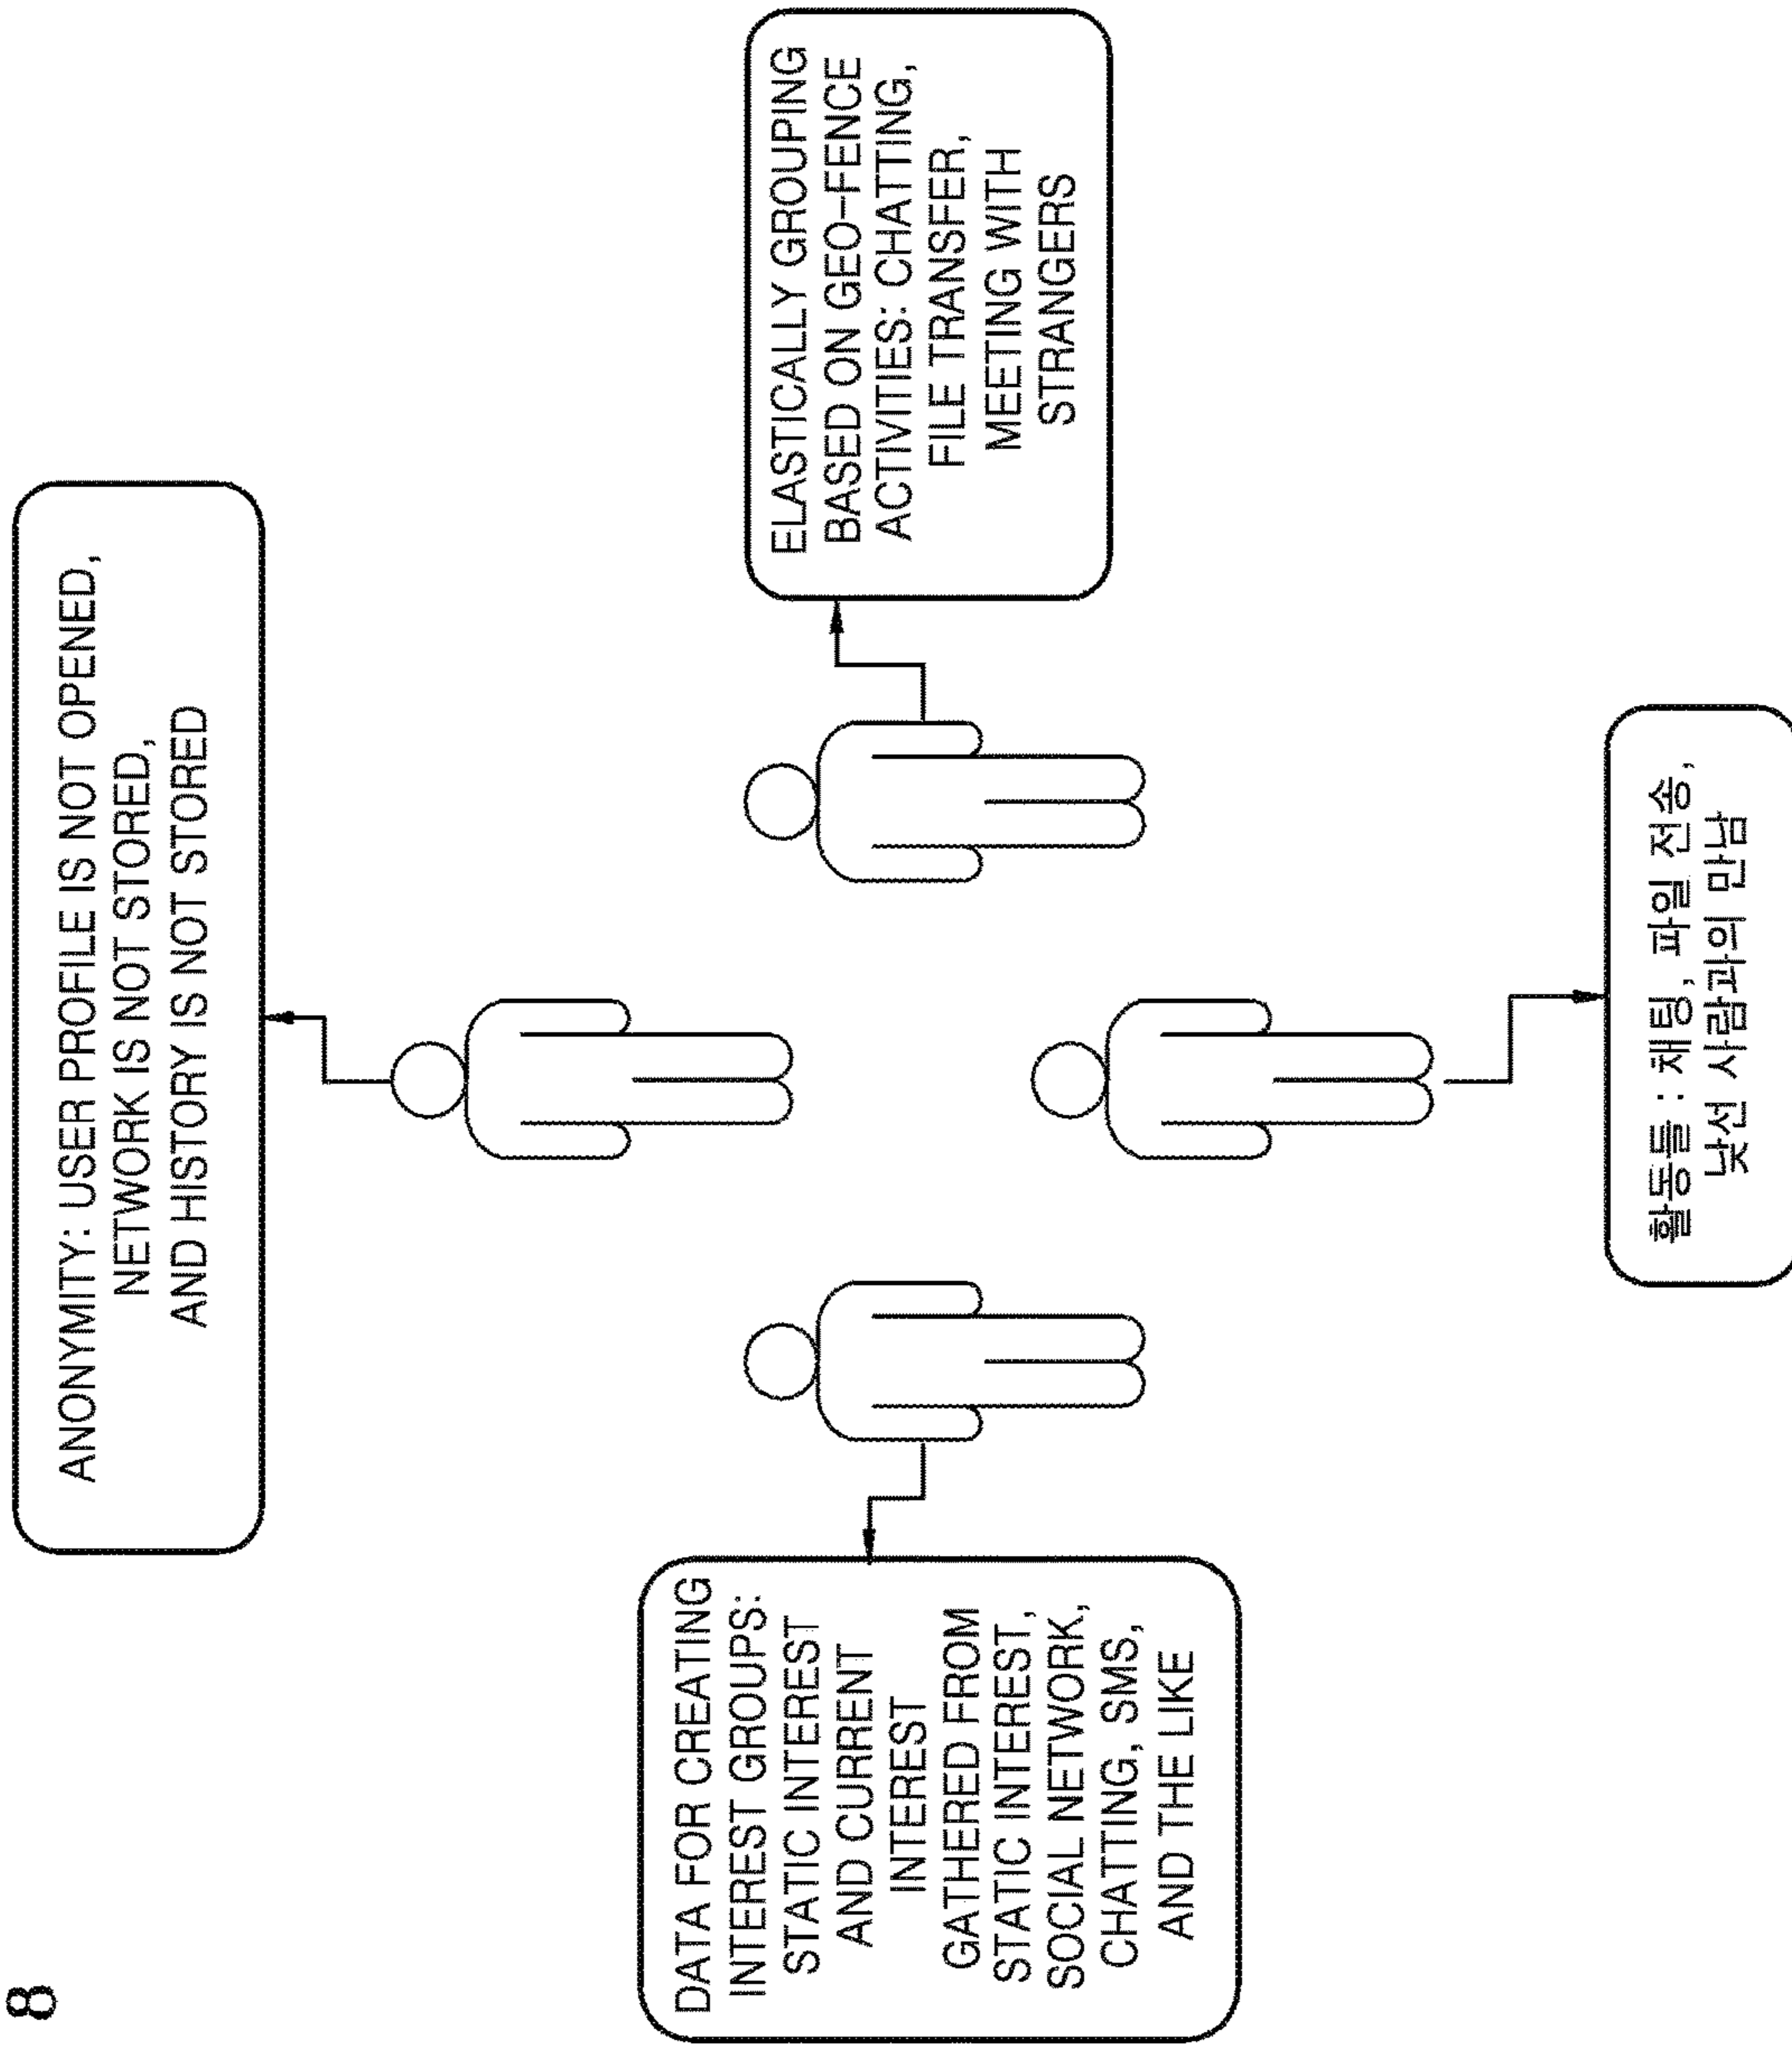 8
ANONYMITY: USER PROFILE IS NOT OPENED,
NETWORK IS NOT STORED,
AND HISTORY IS NOT STORED
DATA FOR CREATING
INTEREST GROUPS:
STATIC INTEREST
AND CURRENT
INTEREST
GATHERED FROM
STATIC INTEREST,
SOCIAL NETWORK,
CHATTING, SMS,
AND THE LIKE
ELASTICALLY GROUPING
BASED ON GEO-FENCE
ACTIVITIES: CHATTING,
FILE TRANSFER,
MEETING WITH
STRANGERS
활동들 : 채팅, 파일 전송,
낯선 사람과의 만남